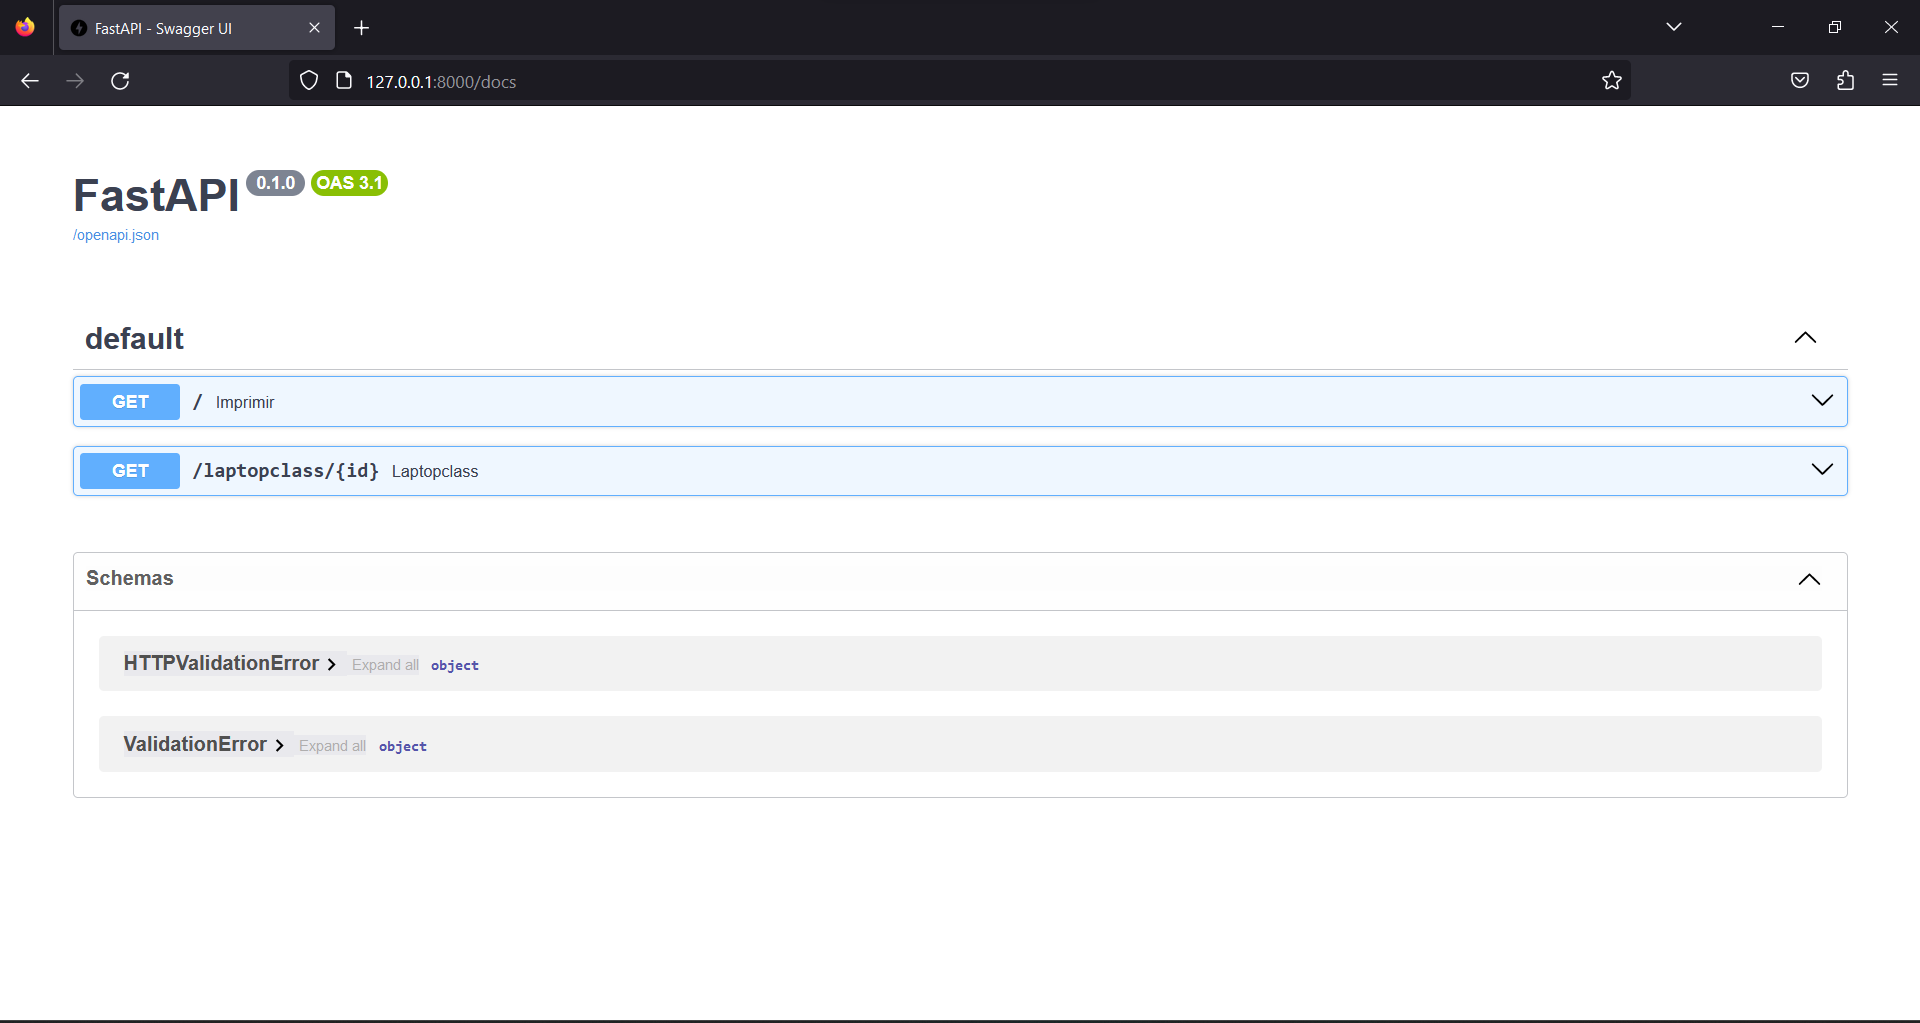 FastAPI - Swagger UI
127.0.0.1:8000/docs
FastAPI 0.1.0 OAS 3.1
/openapi.json
default
GET / Imprimir
GET /laptopclass/{id} Laptopclass
Schemas
HTTPValidationError Expand all object
ValidationError Expand all object